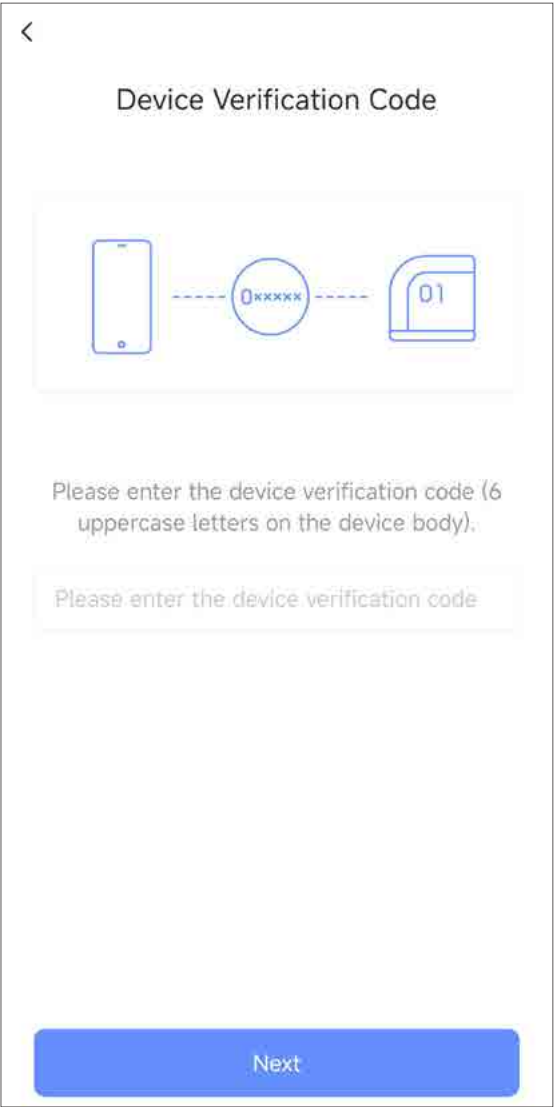 Device Verification Code
0xxxxx
01
Please enter the device verification code (6
uppercase letters on the device body).
Please enter the device verification code
Next